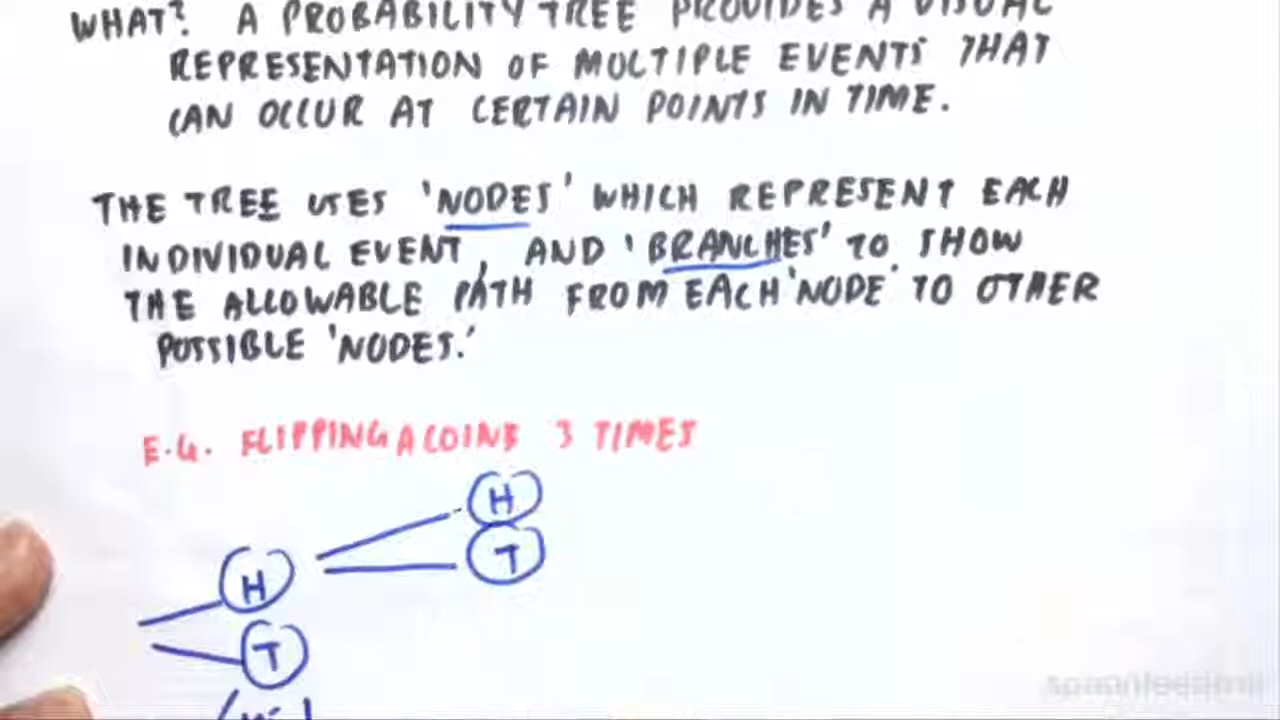 WHAT? A PROBABILITY TREE PROVIDES A VISUAL
REPRESENTATION OF MULTIPLE EVENTS THAT
CAN OCCUR AT CERTAIN POINTS IN TIME.
THE TREE USES 'NODES' WHICH REPRESENT EACH
INDIVIDUAL EVENT, AND 'BRANCHES' TO SHOW
THE ALLOWABLE PATH FROM EACH 'NODE' TO OTHER
POSSIBLE 'NODES.'
E.G. FLIPPING A COINS 3 TIMES
H
T
H
T